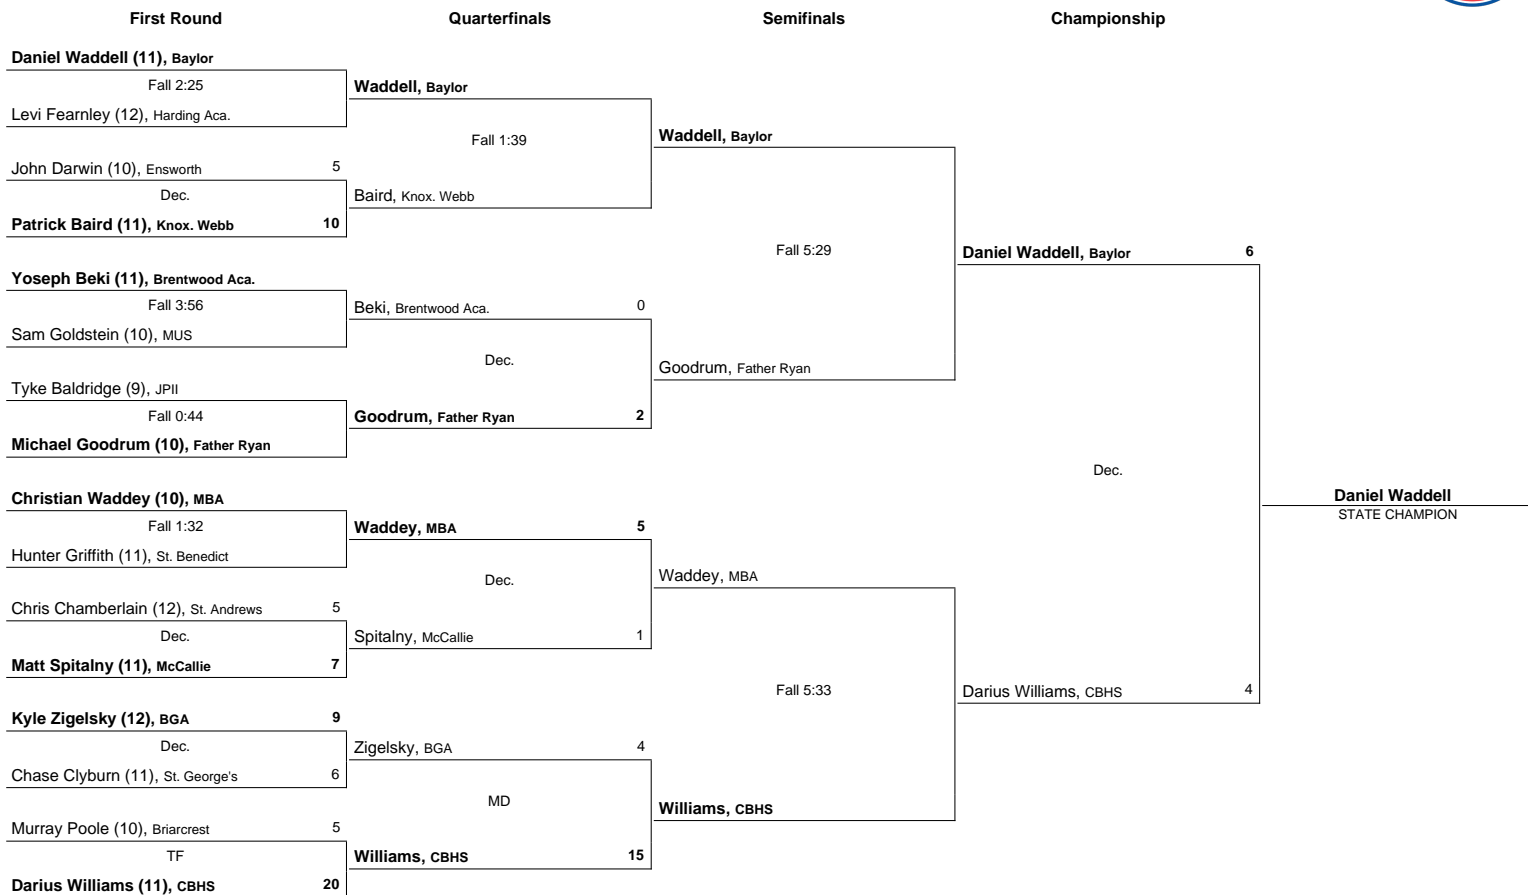 First Round
Quarterfinals
Semifinals
Championship
Daniel Waddell (11), Baylor
Fall 2:25
Levi Fearnley (12), Harding Aca.
John Darwin (10), Ensworth 5
Dec.
Patrick Baird (11), Knox. Webb 10
Yoseph Beki (11), Brentwood Aca.
Fall 3:56
Sam Goldstein (10), MUS
Tyke Baldridge (9), JPII
Fall 0:44
Michael Goodrum (10), Father Ryan
Christian Waddey (10), MBA
Fall 1:32
Hunter Griffith (11), St. Benedict
Chris Chamberlain (12), St. Andrews 5
Dec.
Matt Spitalny (11), McCallie 7
Kyle Zigelsky (12), BGA 9
Dec.
Chase Clyburn (11), St. George's 6
Murray Poole (10), Briarcrest 5
TF
Darius Williams (11), CBHS 20
Waddell, Baylor
Fall 1:39
Baird, Knox. Webb
Beki, Brentwood Aca. 0
Dec.
Goodrum, Father Ryan 2
Waddey, MBA 5
Dec.
Spitalny, McCallie 1
Zigelsky, BGA 4
MD
Williams, CBHS 15
Waddell, Baylor
Fall 5:29
Goodrum, Father Ryan
Waddey, MBA
Fall 5:33
Williams, CBHS
Daniel Waddell, Baylor 6
Dec.
Darius Williams, CBHS 4
Daniel Waddell
STATE CHAMPION